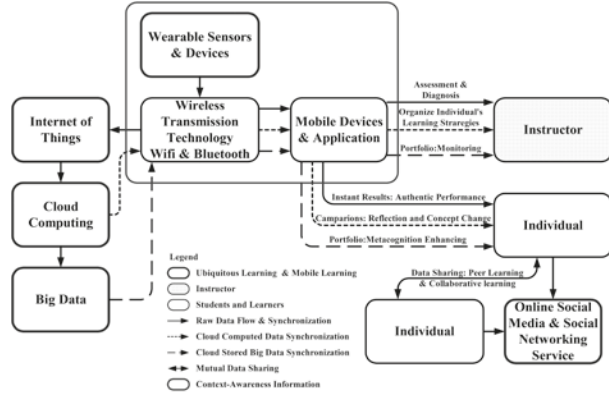 Wearable Sensors
& Devices
Internet of
Things
Wireless
Transmission
Technology
Wifi & Bluetooth
Mobile Devices
& Application
Assessment &
Diagnosis
Organize Individual's
Learning Straregies
Portfolio:Monitoring
Instructor
Cloud
Computing
Instant Results: Authentic Performance
Camparions: Reflection and Concept Change
Portfolio:Metacognition Enhancing
Individual
Big Data
Data Sharing: Peer Learning
& Collaborative learning
Individual
Online Social
Media & Social
Networking
Service
Legend
Ubiquitous Learning & Mobile Learning
Instructor
Students and Learners
Raw Data Flow & Synchronization
Cloud Computed Data Synchronization
Cloud Stored Big Data Synchronization
Mutual Data Sharing
Context-Awareness Information